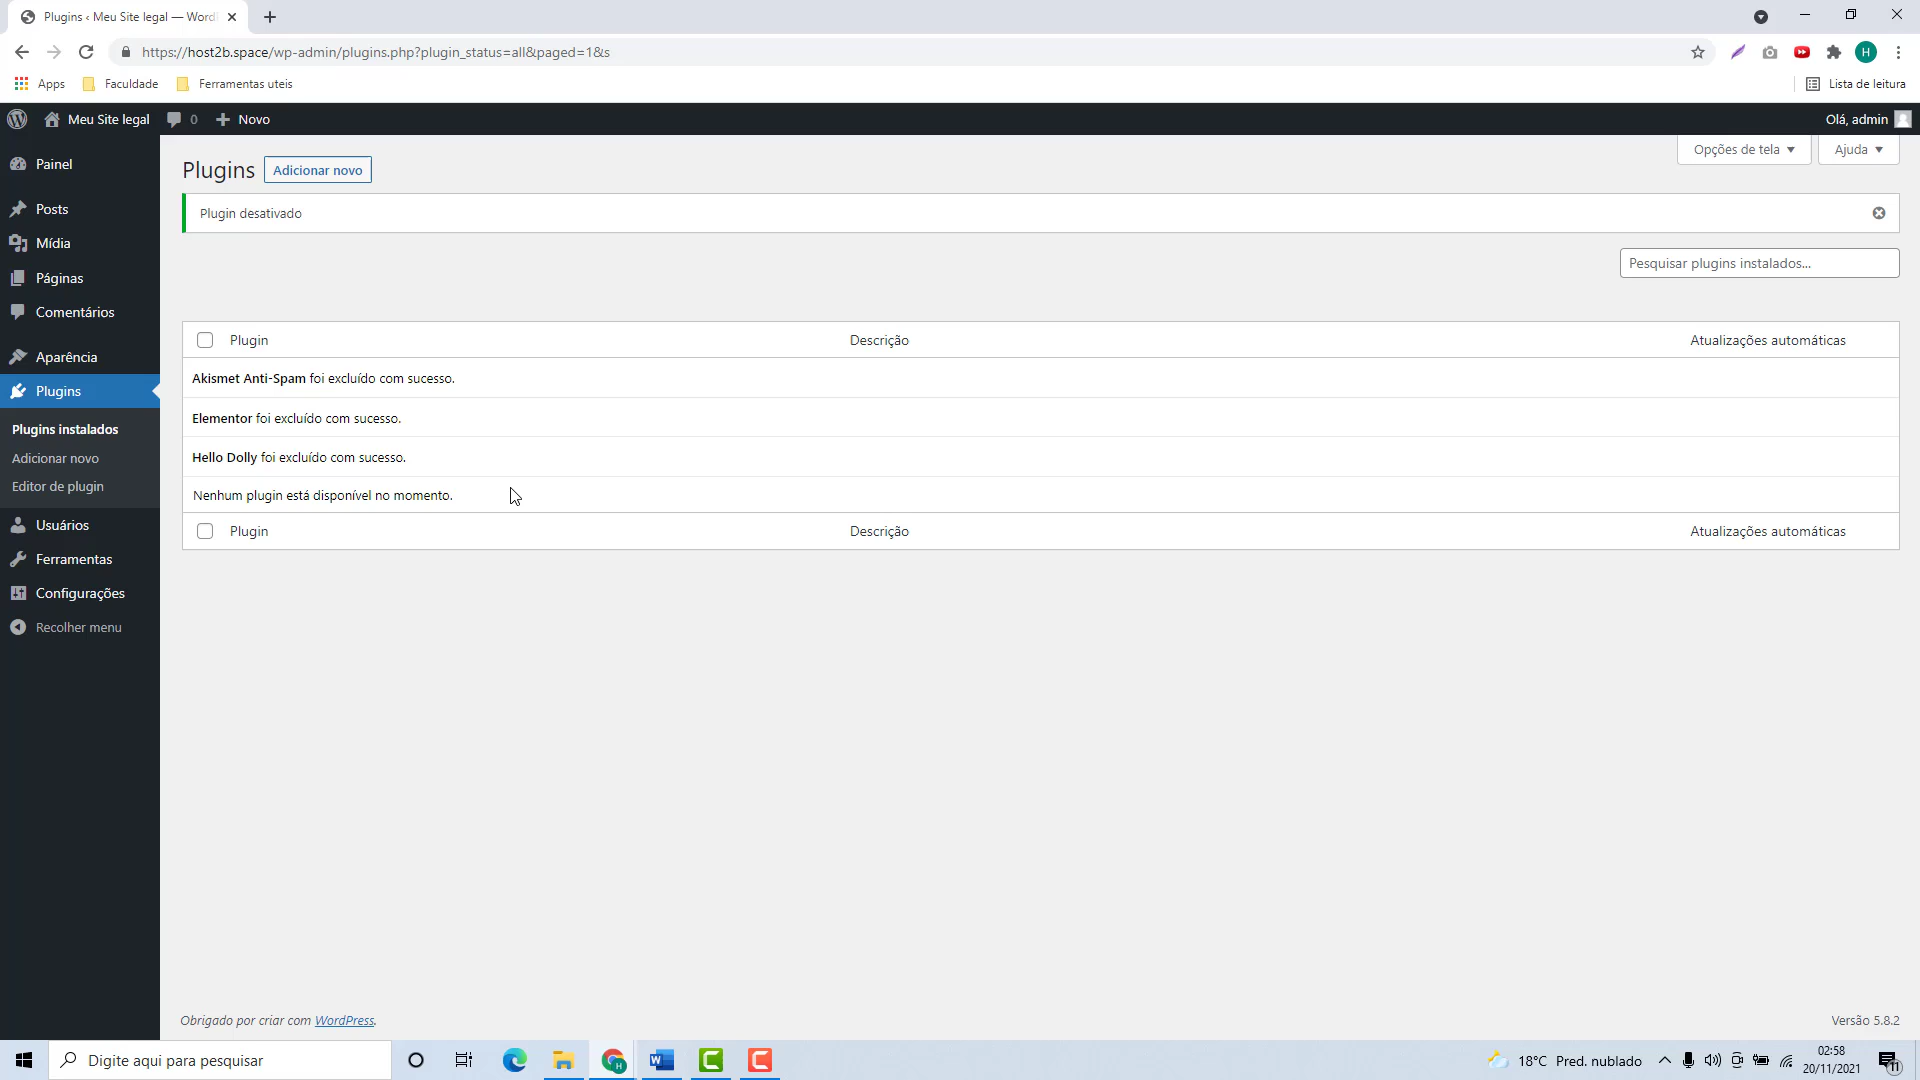 Plugins ‹ Meu Site legal — Word
https://host2b.space/wp-admin/plugins.php?plugin_status=all&paged=1&s
H
Apps
Faculdade
Ferramentas uteis
Lista de leitura
Meu Site legal
0
Novo
Olá, admin
Painel
Posts
Mídia
Páginas
Comentários
Aparência
Plugins
Plugins instalados
Adicionar novo
Editor de plugin
Usuários
Ferramentas
Configurações
Recolher menu
Plugins
Adicionar novo
Opções de tela
Ajuda
Plugin desativado
Pesquisar plugins instalados...
Plugin
Descrição
Atualizações automáticas
Akismet Anti-Spam foi excluído com sucesso.
Elementor foi excluído com sucesso.
Hello Dolly foi excluído com sucesso.
Nenhum plugin está disponível no momento.
Plugin
Descrição
Atualizações automáticas
Obrigado por criar com WordPress.
Versão 5.8.2
Digite aqui para pesquisar
18°C Pred. nublado
02:58
20/11/2021
11